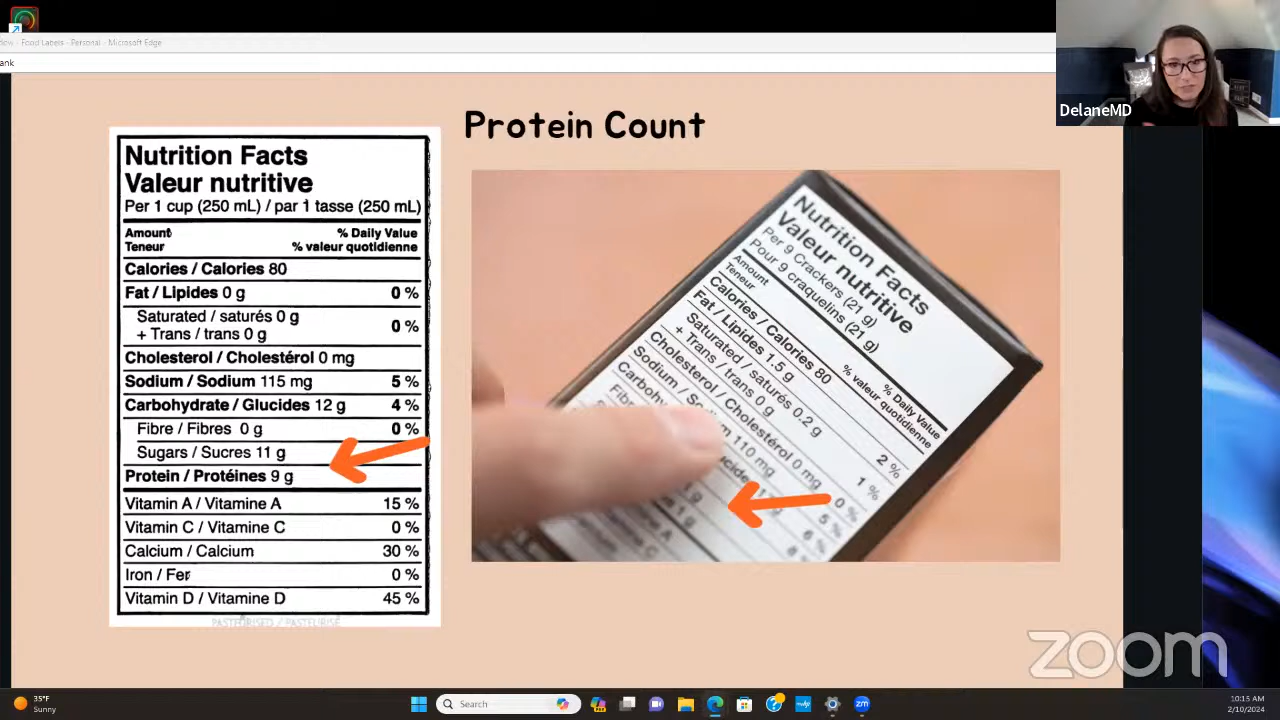 Food Labels - Personal - Microsoft Edge
Protein Count
DelaneMD
Nutrition Facts
Valeur nutritive
Per 1 cup (250 mL) / par 1 tasse (250 mL)
Amount % Daily Value
Teneur % valeur quotidienne
Calories / Calories 80
Fat / Lipides 0 g 0 %
Saturated / saturés 0 g
+ Trans / trans 0 g 0 %
Cholesterol / Cholestérol 0 mg
Sodium / Sodium 115 mg 5 %
Carbohydrate / Glucides 12 g 4 %
Fibre / Fibres 0 g 0 %
Sugars / Sucres 11 g
Protein / Protéines 9 g
Vitamin A / Vitamine A 15 %
Vitamin C / Vitamine C 0 %
Calcium / Calcium 30 %
Iron / Fer 0 %
Vitamin D / Vitamine D 45 %
PASTEURISED / PASTEURISÉ
Nutrition Facts
Valeur nutritive
Per 9 Crackers (21 g)
Pour 9 craquelins (21 g)
Amount % Daily Value
Teneur % valeur quotidienne
Calories / Calories 80
Fat / Lipides 1.5 g 2 %
Saturated / saturés 0.2 g
+ Trans / trans 0 g 1 %
Cholesterol / Cholestérol 0 mg 0 %
Sodium / 110 mg 5 %
zoom
35°F
Sunny
Search
10:15 AM
2/10/2024